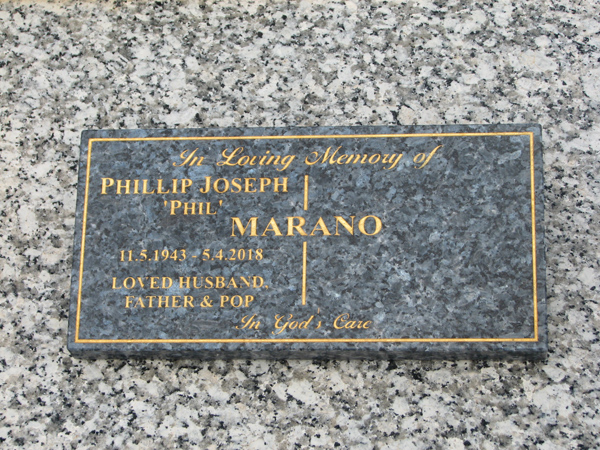 In Loving Memory of
PHILLIP JOSEPH
'PHIL'
MARANO
11.5.1943 - 5.4.2018
LOVED HUSBAND,
FATHER & POP
In God's Care